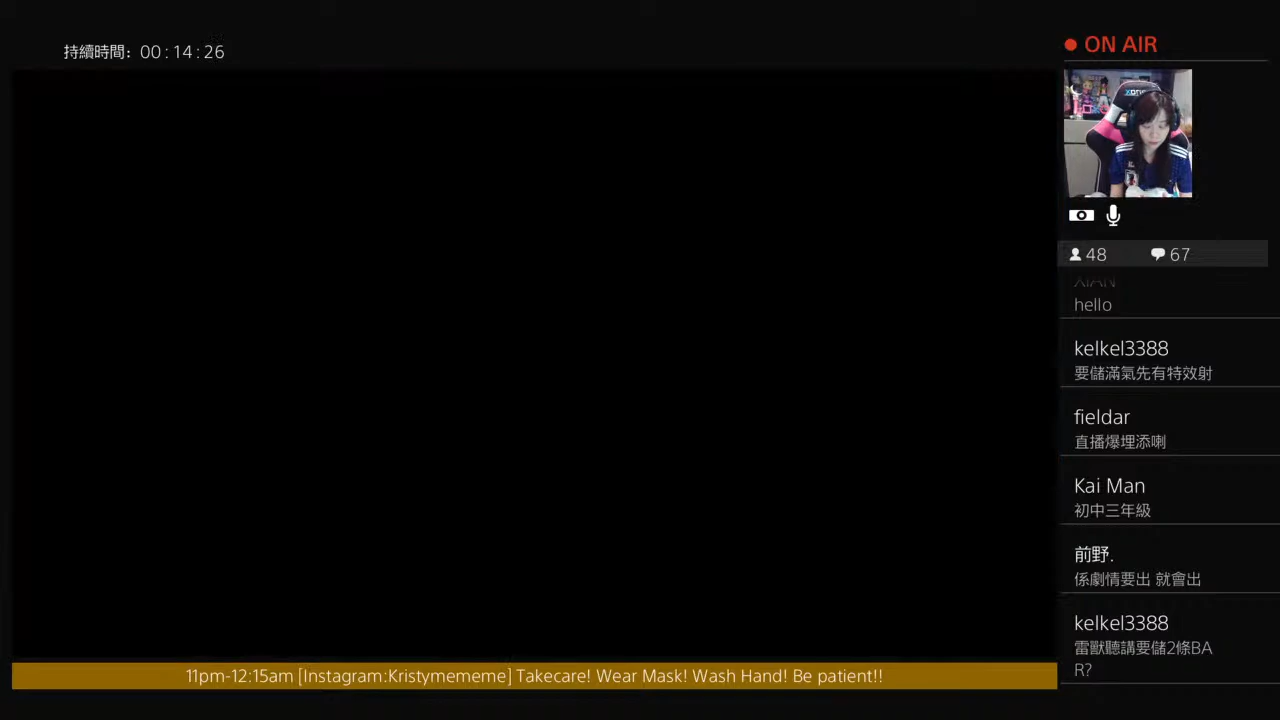 持續時間: 00:14:26
ON AIR
48
67
XIAN
hello
kelkel3388
要儲滿氣先有特效射
fieldar
直播爆埋添喇
Kai Man
初中三年級
前野.
係劇情要出 就會出
kelkel3388
雷獸聽講要儲2條BA
R?
11pm-12:15am [Instagram:Kristymememe] Takecare! Wear Mask! Wash Hand! Be patient!!